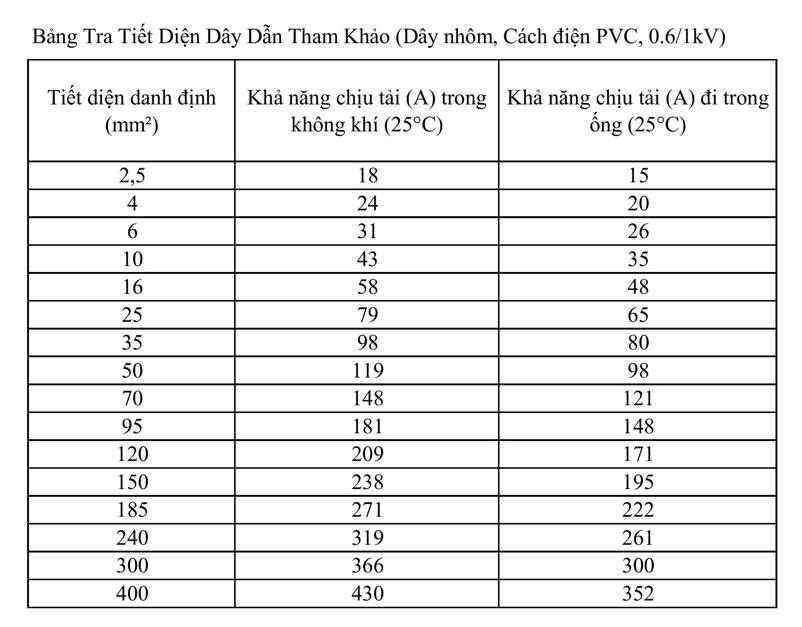 Bảng Tra Tiết Diện Dây Dẫn Tham Khảo (Dây nhôm, Cách điện PVC, 0.6/1kV)
Tiết diện danh định (mm²) Khả năng chịu tải (A) trong không khí (25°C) Khả năng chịu tải (A) đi trong ống (25°C)
2,5 18 15
4 24 20
6 31 26
10 43 35
16 58 48
25 79 65
35 98 80
50 119 98
70 148 121
95 181 148
120 209 171
150 238 195
185 271 222
240 319 261
300 366 300
400 430 352